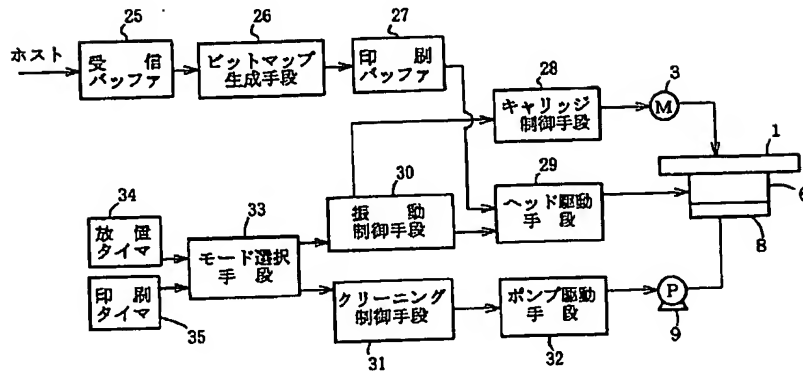 25
26
27
ホスト
受信
バッファ
ビットマップ
生成手段
印刷
バッファ
28
キャリッジ
制御手段
3
M
1
6
8
29
ヘッド駆動
手段
30
振動
制御手段
34
放置
タイマ
33
モード選択
手段
印刷
タイマ
35
クリーニング
制御手段
31
ポンプ駆動
手段
32
P
9